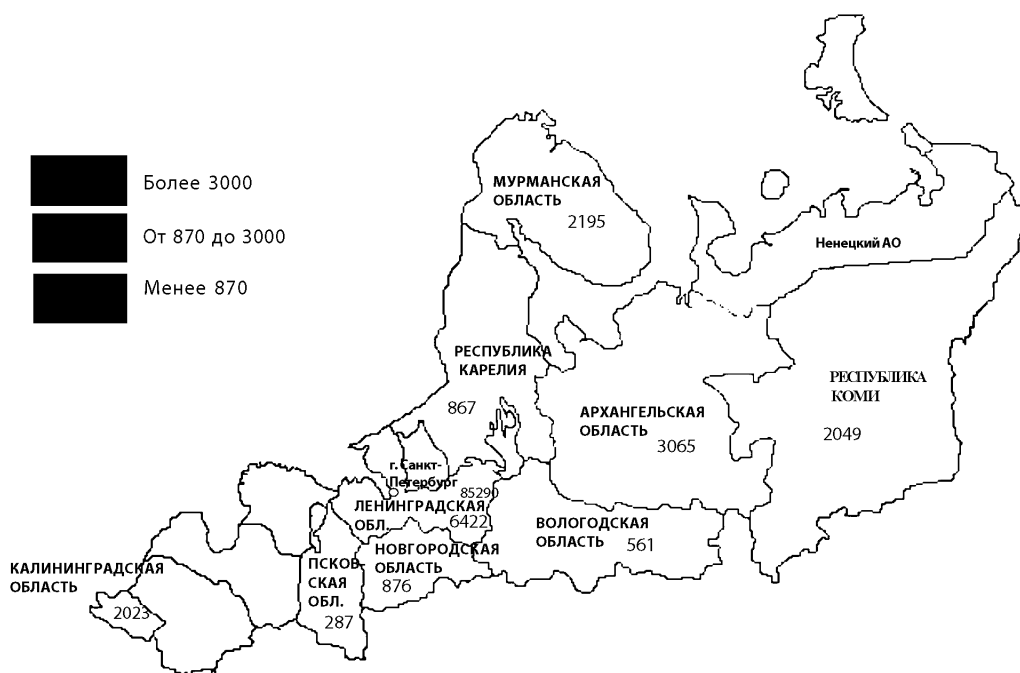 Более 3000
От 870 до 3000
Менее 870
МУРМАНСКАЯ
ОБЛАСТЬ
2195
Ненецкий АО
РЕСПУБЛИКА
КАРЕЛИЯ
867
РЕСПУБЛИКА
КОМИ
2049
АРХАНГЕЛЬСКАЯ
ОБЛАСТЬ
3065
г. Санкт-
Петербург
85290
ЛЕНИНГРАДСКАЯ
ОБЛ.
6422
ВОЛОГОДСКАЯ
ОБЛАСТЬ
561
НОВГОРОДСКАЯ
ОБЛАСТЬ
876
ПСКОВ-
СКАЯ
ОБЛ.
287
КАЛИНИНГРАДСКАЯ
ОБЛАСТЬ
2023